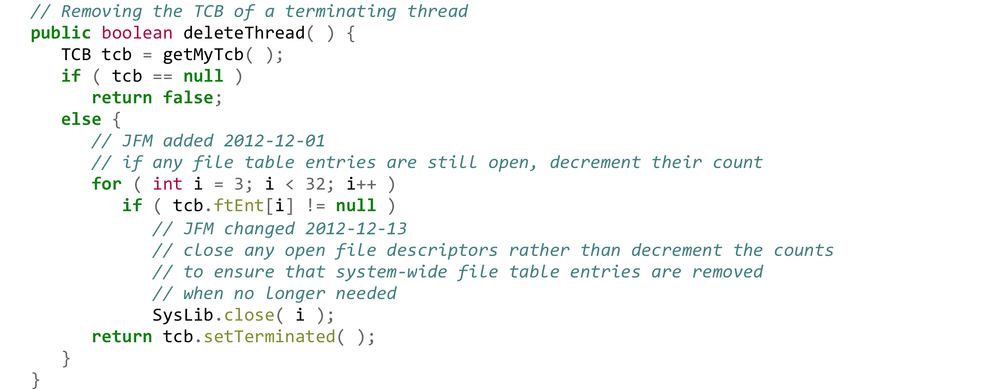 // Removing the TCB of a terminating thread
public boolean deleteThread( ) {
   TCB tcb = getMyTcb( );
   if ( tcb == null )
      return false;
   else {
      // JFM added 2012-12-01
      // if any file table entries are still open, decrement their count
      for ( int i = 3; i < 32; i++ )
         if ( tcb.ftEnt[i] != null )
            // JFM changed 2012-12-13
            // close any open file descriptors rather than decrement the counts
            // to ensure that system-wide file table entries are removed
            // when no longer needed
            SysLib.close( i );
      return tcb.setTerminated( );
   }
}